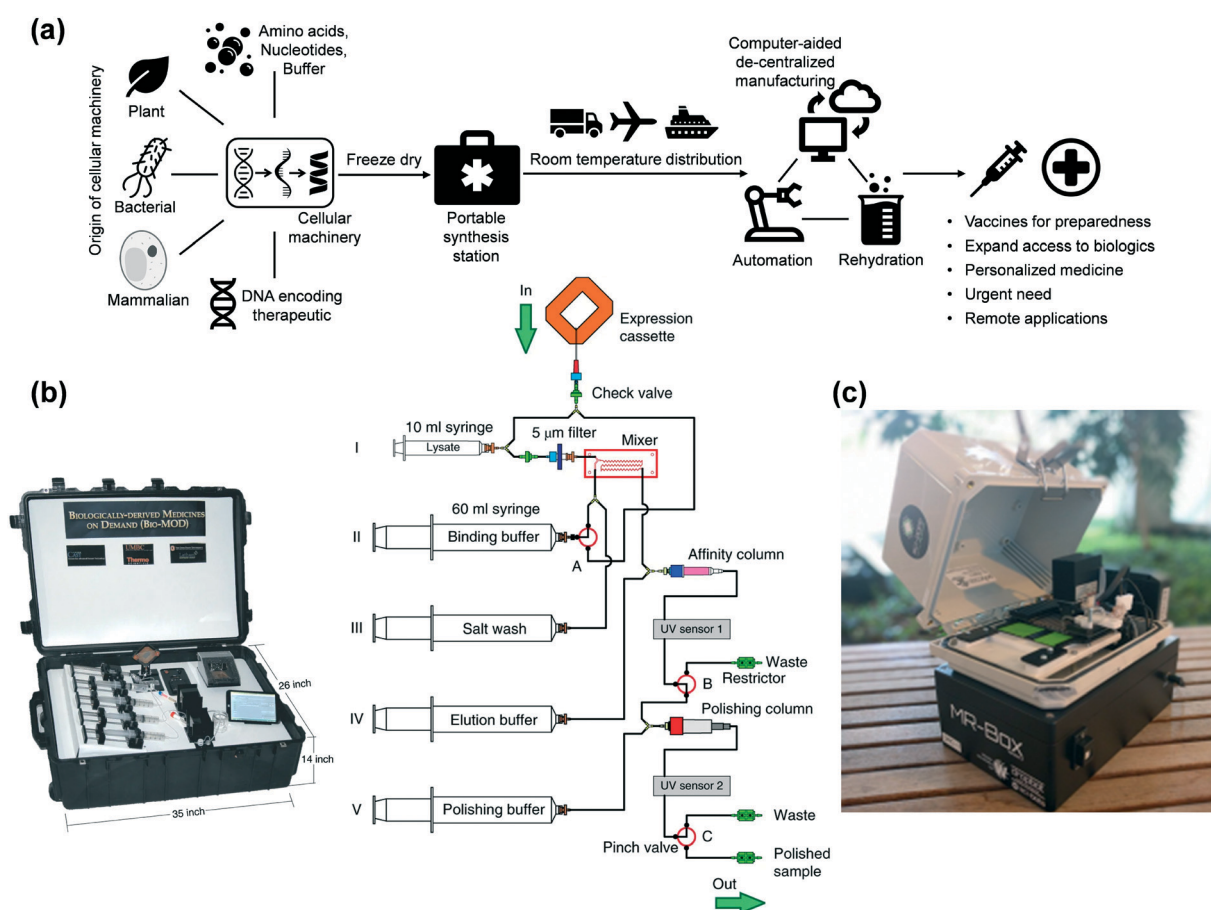 (a)
Origin of cellular machinery
Plant
Bacterial
Mammalian
Amino acids,
Nucleotides,
Buffer
Cellular
machinery
DNA encoding
therapeutic
Freeze dry
Portable
synthesis
station
Room temperature distribution
Computer-aided
de-centralized
manufacturing
Automation
Rehydration
• Vaccines for preparedness
• Expand access to biologics
• Personalized medicine
• Urgent need
• Remote applications
(b)
BIOLOGICALLY-DERIVED MEDICINES
ON DEMAND (BIO-MOD)
UMBC
Thermo
26 inch
14 inch
35 inch
In
Expression
cassette
Check valve
10 ml syringe
5 μm filter
Mixer
I
Lysate
60 ml syringe
II
Binding buffer
A
Affinity column
III
Salt wash
UV sensor 1
Waste
Restrictor
B
IV
Elution buffer
Polishing column
UV sensor 2
V
Polishing buffer
Waste
Pinch valve
C
Polished
sample
Out
(c)
MR-BOX